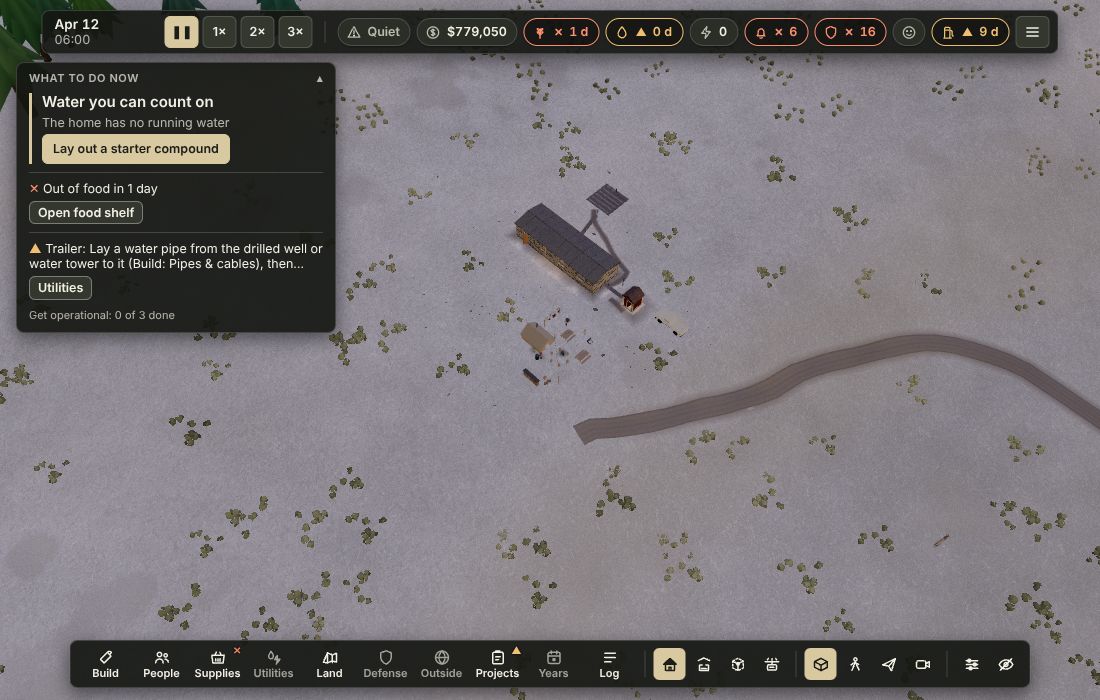 Apr 12
06:00
1×
2×
3×
Quiet
$779,050
× 1 d
0 d
0
× 6
× 16
9 d
WHAT TO DO NOW
Water you can count on
The home has no running water
Lay out a starter compound
× Out of food in 1 day
Open food shelf
Trailer: Lay a water pipe from the drilled well or
water tower to it (Build: Pipes & cables), then...
Utilities
Get operational: 0 of 3 done
Build
People
Supplies
Utilities
Land
Defense
Outside
Projects
Years
Log